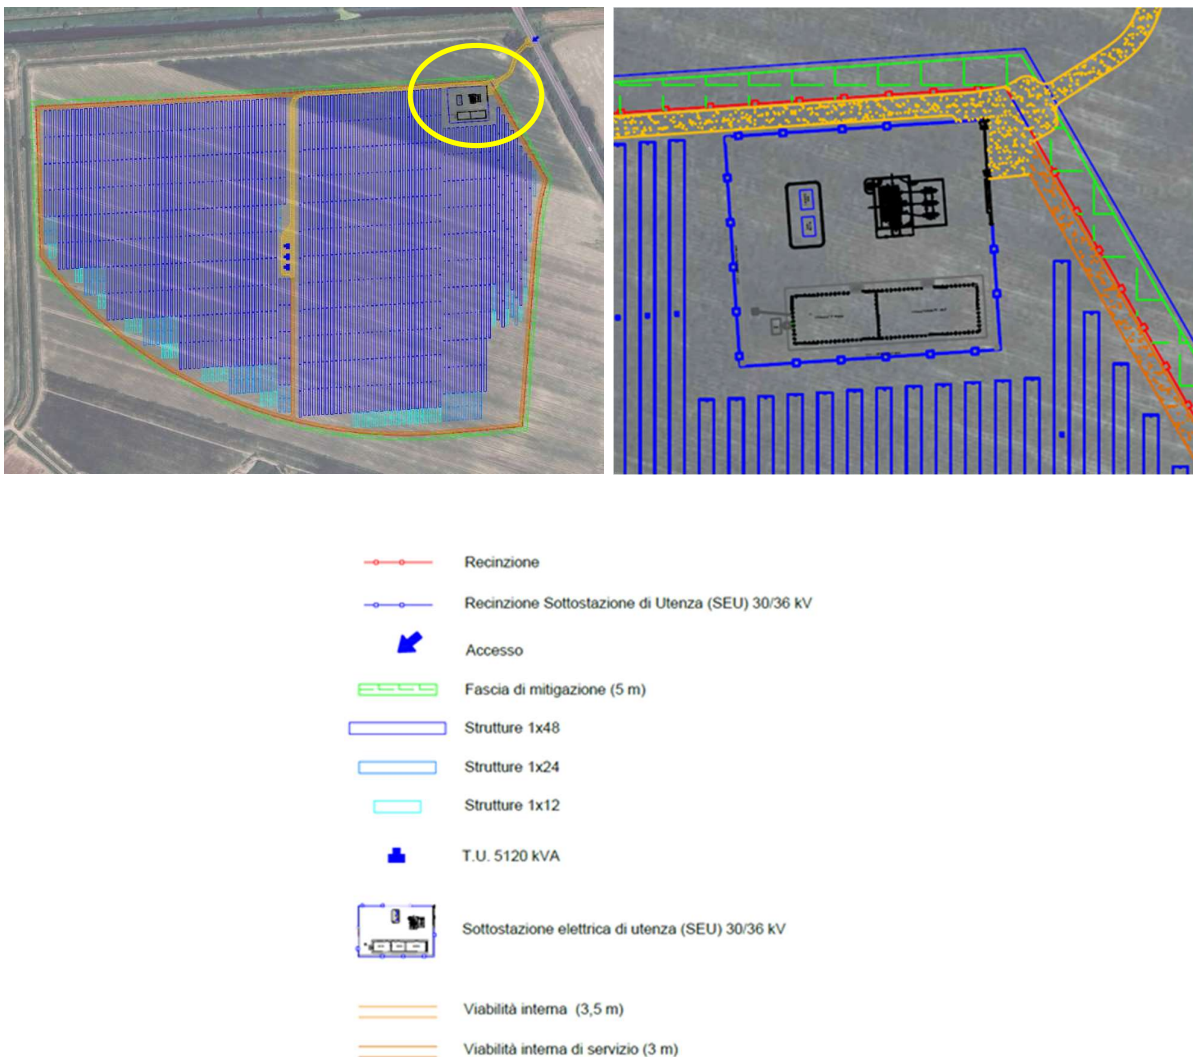 Recinzione
Recinzione Sottostazione di Utenza (SEU) 30/36 kV
Accesso
Fascia di mitigazione (5 m)
Strutture 1x48
Strutture 1x24
Strutture 1x12
T.U. 5120 kVA
Sottostazione elettrica di utenza (SEU) 30/36 kV
Viabilità interna (3,5 m)
Viabilità interna di servizio (3 m)